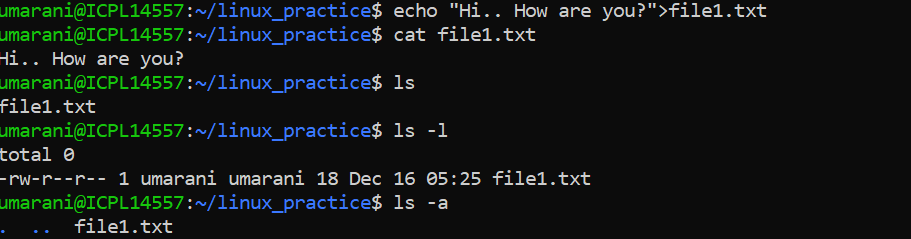 umarani@ICPL14557:~/linux_practice$ echo "Hi.. How are you?">file1.txt
umarani@ICPL14557:~/linux_practice$ cat file1.txt
Hi.. How are you?
umarani@ICPL14557:~/linux_practice$ ls
file1.txt
umarani@ICPL14557:~/linux_practice$ ls -l
total 0
-rw-r--r-- 1 umarani umarani 18 Dec 16 05:25 file1.txt
umarani@ICPL14557:~/linux_practice$ ls -a
.  ..  file1.txt